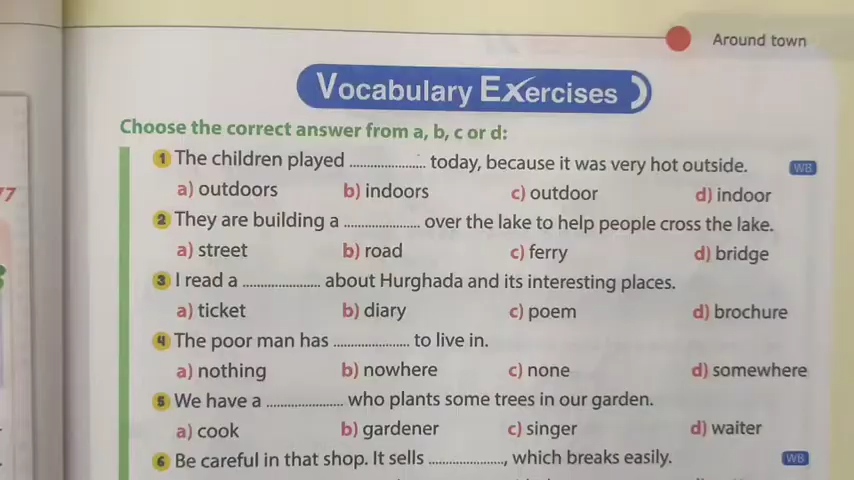 Around town
Vocabulary Exercises
Choose the correct answer from a, b, c or d:
1 The children played ..................... today, because it was very hot outside. WB
a) outdoors b) indoors c) outdoor d) indoor
2 They are building a ..................... over the lake to help people cross the lake.
a) street b) road c) ferry d) bridge
77
3 I read a ..................... about Hurghada and its interesting places.
a) ticket b) diary c) poem d) brochure
4 The poor man has ..................... to live in.
a) nothing b) nowhere c) none d) somewhere
5 We have a ..................... who plants some trees in our garden.
a) cook b) gardener c) singer d) waiter
6 Be careful in that shop. It sells ....................., which breaks easily. WB